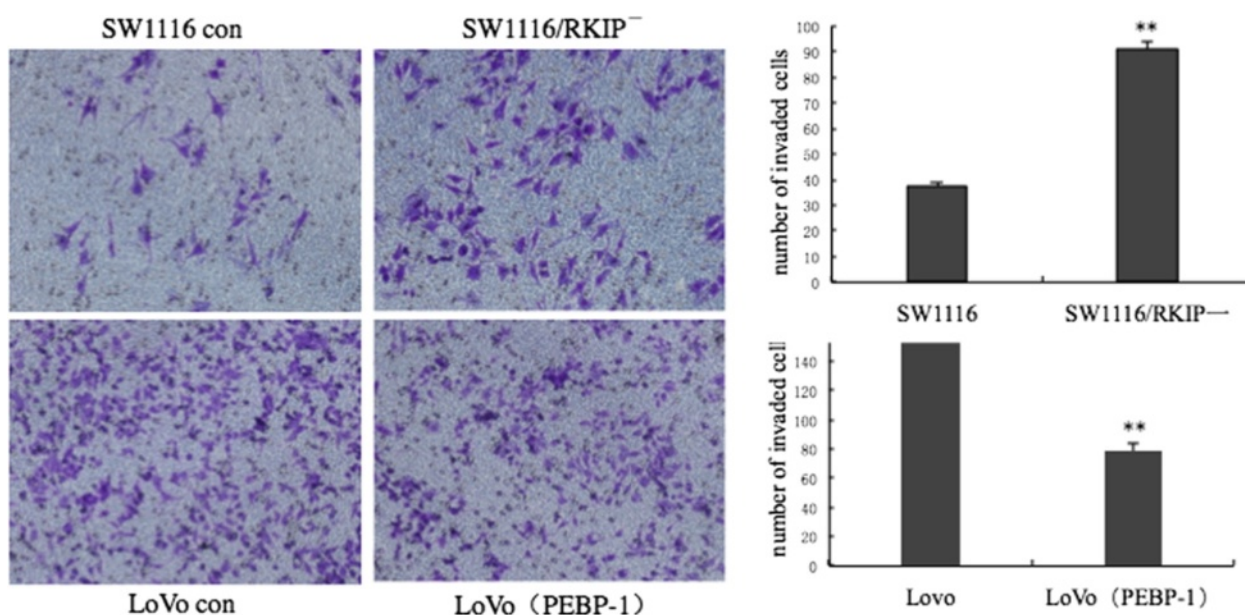 SW1116 con
SW1116/RKIP⁻
LoVo con
LoVo（PEBP-1）
number of invaded cells
100
90
80
70
60
50
40
30
20
10
0
**
SW1116
SW1116/RKIP—
number of invaded cell
140
120
100
80
60
40
20
0
**
Lovo
LoVo（PEBP-1）